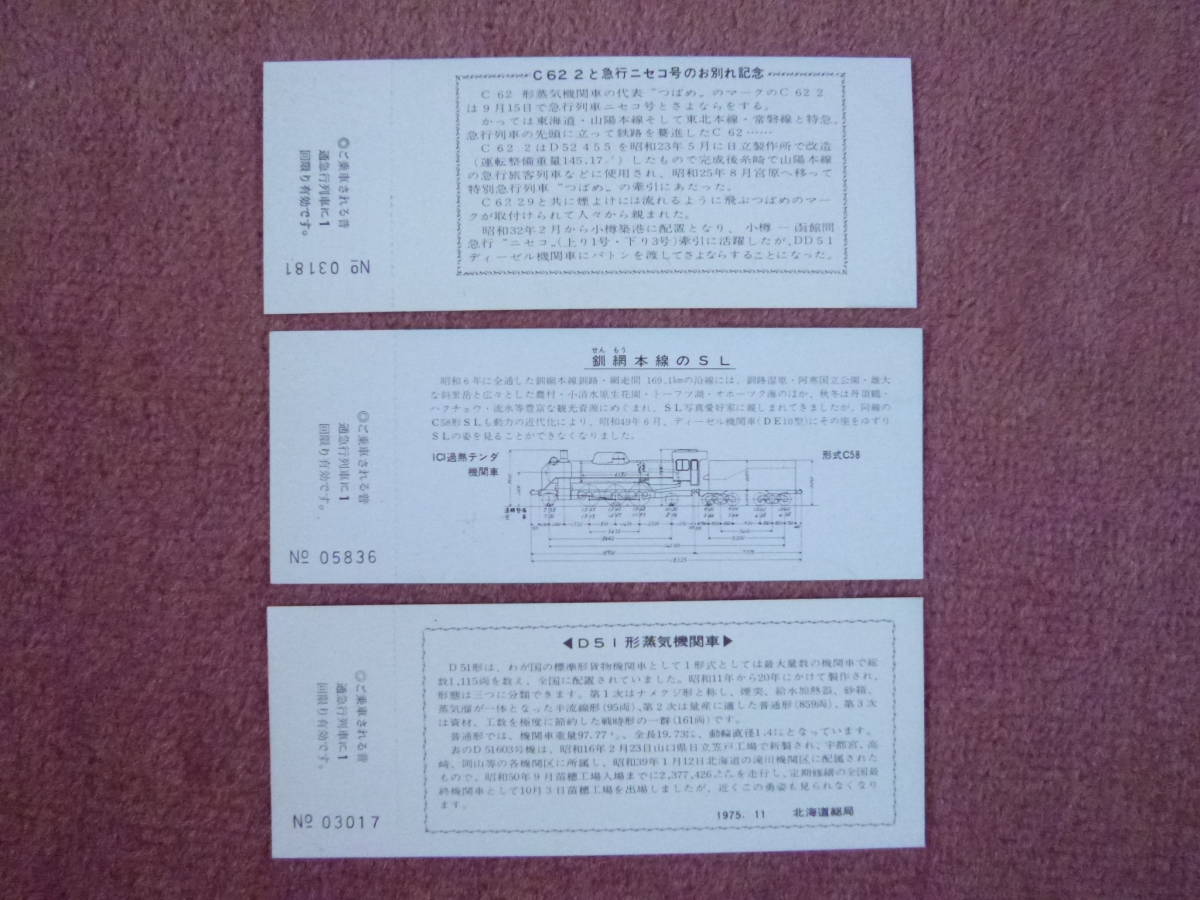 C62 2と急行ニセコ号のお別れ記念
C 62 形蒸気機関車の代表 "つばめ" のマークのC 62 2
は9月15日で急行列車ニセコ号とさよならをする。
かっては東海道・山陽本線そして東北本線・常磐線と特急、
急行列車の先頭に立って鉄路を驀進したC 62……
C 62 2はD52 455 を昭和23年5月に日立製作所で改造
(運転整備重量145.17 )したもので完成後糸崎で山陽本線
の急行旅客列車などに使用され、昭和25年8月宮原へ移って
特別急行列車 "つばめ" の牽引にあたった。
C62 29と共に煙よけには流れるように飛ぶつばめのマー
クが取付けられて人々から親まれた。
昭和32年2月から小樽築港に配置となり、小樽 ー 函館間
急行 "ニセコ"(上り1号・下り3号)牽引に活躍したが、DD51
ディーゼル機関車にバトンを渡してさよならすることになった。
◎ご乗車される普
通急行列車に1
回限り有効です。
№ 03181
せん もう
釧網本線のSL
昭和6年に全通した釧網本線釧路・網走間 169.1kmの沿線には、釧路湿原・阿寒国立公園・雄大
な斜里岳と広々とした農村・小清水原生花園・トーフツ湖・オホーツク海のほか、秋冬は丹頂鶴・
ハクチョウ・流氷等豊富な観光資源にめぐまれ、SL写真愛好家に親しまれてきましたが、同線の
C58形SLも動力の近代化により、昭和49年6月、ディーゼル機関車(DE10型)にその座をゆずり
SLの姿を見ることができなくなりました。
1C1過熱テンダ
機関車
形式C58
◎ご乗車される普
通急行列車に1
回限り有効です。
№ 05836
◀D51形蒸気機関車▶
D51形は、わが国の標準形貨物機関車として1形式としては最大量数の機関車で総
数1,115両を数え、全国に配置されていました。昭和11年から20年にかけて製作され、
形態は三つに分類できます。第1次はナメクジ形と称し、煙突、給水加熱器、砂箱、
蒸気溜が一体となった半流線形(95両)、第2次は量産に適した普通形(859両)、第3次
は資材、工数を極度に節約した戦時形の一群(161両)です。
普通形では、機関車重量97.77 、全長19.73 、動輪直径1.4 となっています。
表のD51603号機は、昭和16年2月23日山口県日立笠戸工場で新製され、宇都宮、高
崎、岡山等の各機関区に所属し、昭和39年1月12日北海道の滝川機関区に配属された
もので、昭和50年9月苗穂工場入場までに2,377,426 を走行し、定期修繕の全国最
終機関車として10月3日苗穂工場を出場しましたが、近くこの勇姿も見られなくなり
ます。
1975. 11 北海道総局
◎ご乗車される普
通急行列車に1
回限り有効です。
№ 03017